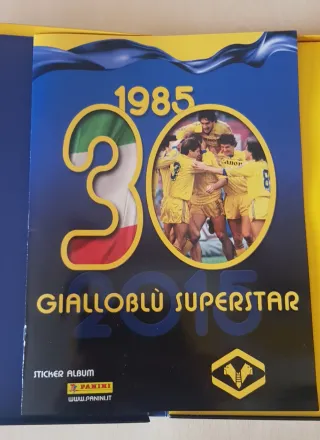 1985
30
GIALLOBLÙ SUPERSTAR
2015
STICKER ALBUM
PANINI
WWW.PANINI.IT